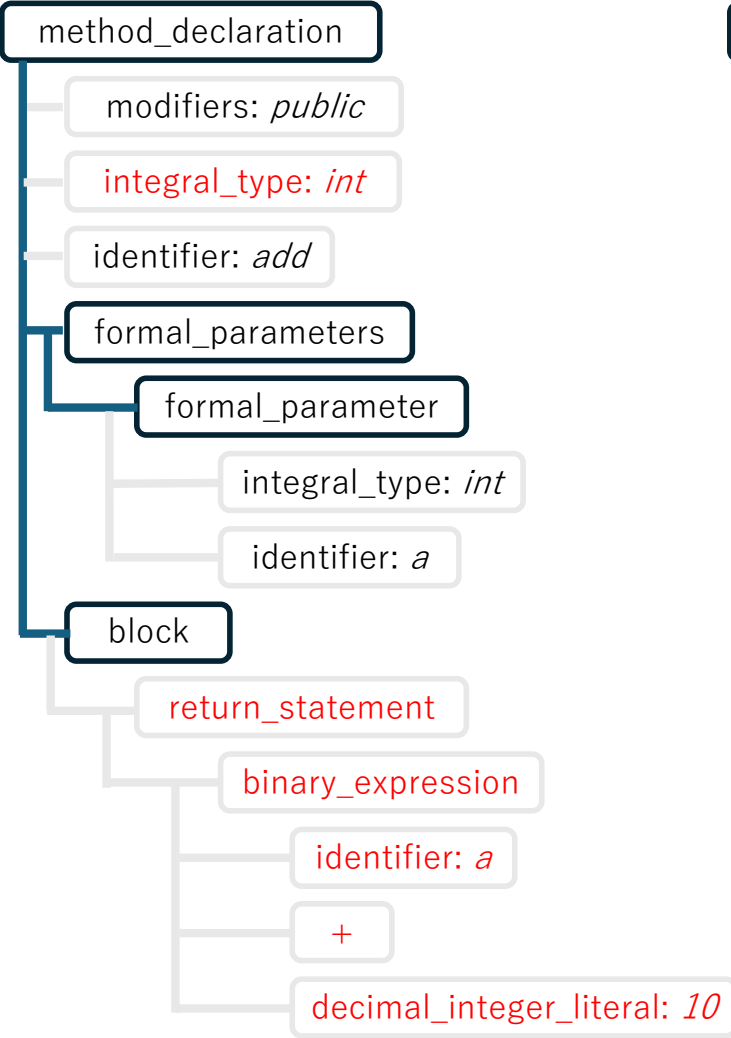 method_declaration
modifiers: public
integral_type: int
identifier: add
formal_parameters
formal_parameter
integral_type: int
identifier: a
block
return_statement
binary_expression
identifier: a
+
decimal_integer_literal: 10